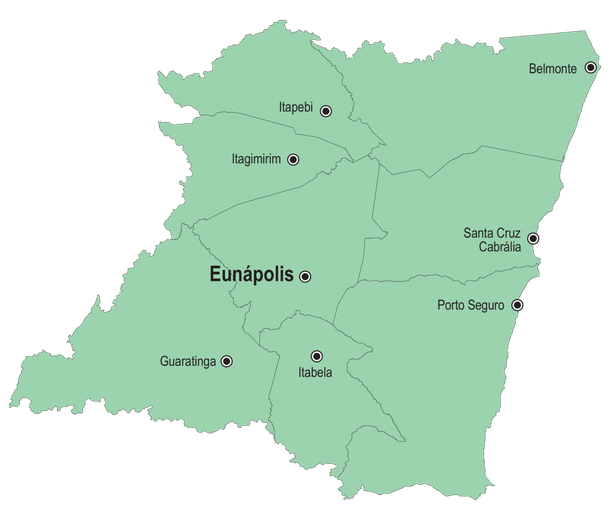 Belmonte
Itapebi
Itagimirim
Santa Cruz
Cabrália
Eunápolis
Porto Seguro
Guaratinga
Itabela